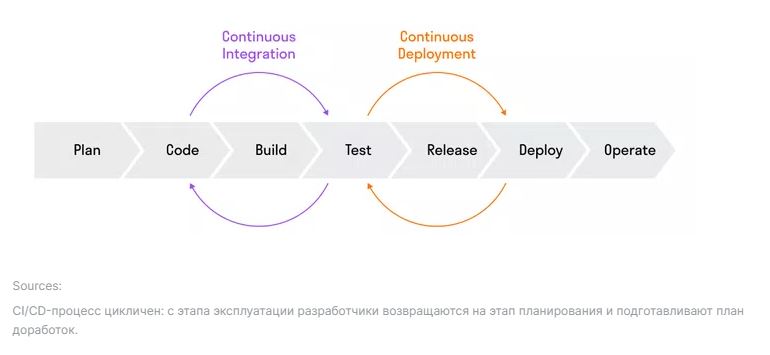 Continuous
Integration
Continuous
Deployment
Plan
Code
Build
Test
Release
Deploy
Operate
Sources:
CI/CD-процесс цикличен: с этапа эксплуатации разработчики возвращаются на этап планирования и подготавливают план
доработок.